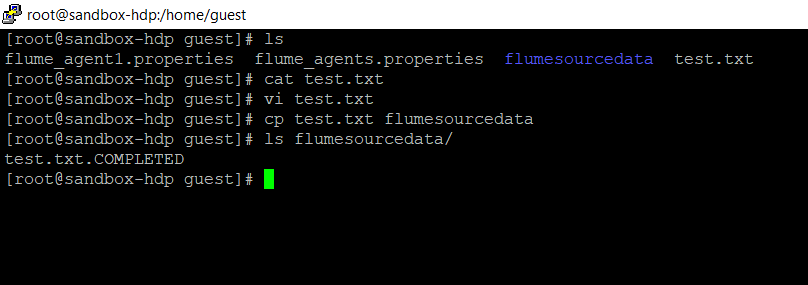 root@sandbox-hdp:/home/guest
[root@sandbox-hdp guest]# ls
flume_agent1.properties  flume_agents.properties  flumesourcedata  test.txt
[root@sandbox-hdp guest]# cat test.txt
[root@sandbox-hdp guest]# vi test.txt
[root@sandbox-hdp guest]# cp test.txt flumesourcedata
[root@sandbox-hdp guest]# ls flumesourcedata/
test.txt.COMPLETED
[root@sandbox-hdp guest]#